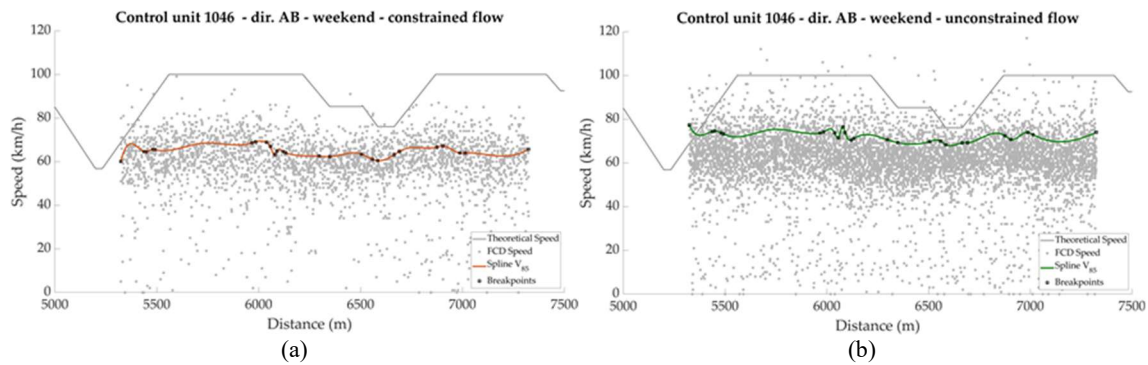 Control unit 1046 - dir. AB - weekend - constrained flow
120
100
80
60
40
20
0
Speed (km/h)
Theoretical Speed
FCD Speed
Spline V85
Breakpoints
5000 5500 6000 6500 7000 7500
Distance (m)
(a)
Control unit 1046 - dir. AB - weekend - unconstrained flow
120
100
80
60
40
20
0
Speed (km/h)
Theoretical Speed
FCD Speed
Spline V85
Breakpoints
5000 5500 6000 6500 7000 7500
Distance (m)
(b)